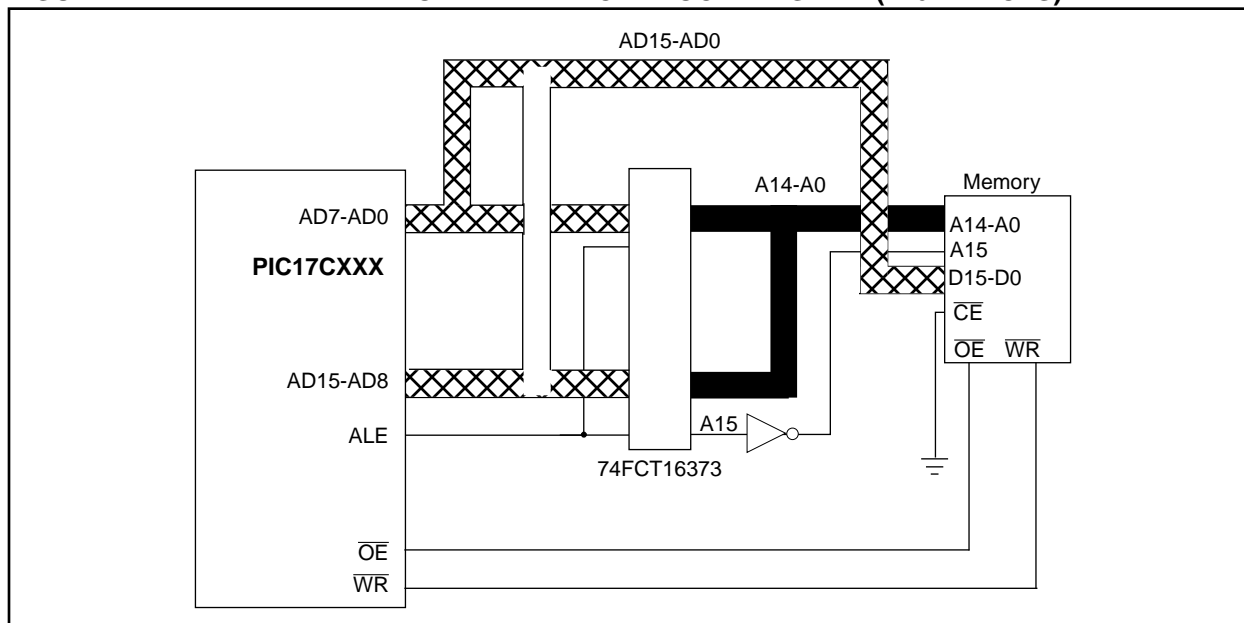 AD15-AD0
A14-A0
Memory
AD7-AD0
A14-A0
A15
PIC17CXXX
D15-D0
CE
OE WR
AD15-AD8
A15
ALE
74FCT16373
OE
WR